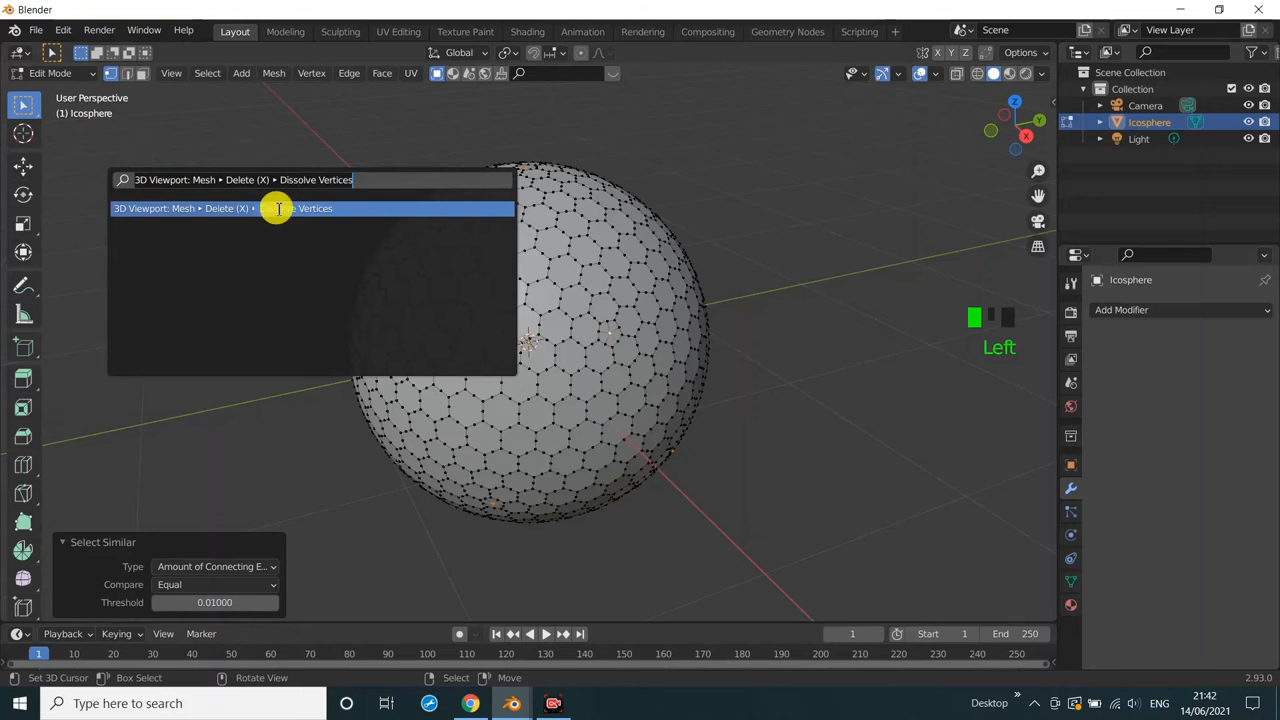 Blender
File Edit Render Window Help Layout Modeling Sculpting UV Editing Texture Paint Shading Animation Rendering Compositing Geometry Nodes Scripting + Scene View Layer
Global X Y Z Options
Edit Mode View Select Add Mesh Vertex Edge Face UV
User Perspective
(1) Icosphere
Z
Y
X
Scene Collection
Collection
Camera
Icosphere
Light
3D Viewport: Mesh ▸ Delete (X) ▸ Dissolve Vertices
3D Viewport: Mesh ▸ Delete (X) ▸ Vertices
Icosphere
Add Modifier
Left
Select Similar
Type Amount of Connecting E...
Compare Equal
Threshold 0.01000
Playback Keying View Marker 1 Start 1 End 250
1 10 20 30 40 50 60 70 80 90 100 110 120 130 140 150 160 170 180 190 200 210 220 230 240 250
Set 3D Cursor Box Select Rotate View Select Move 2.93.0
Type here to search Desktop » ENG 21:42
14/06/2021